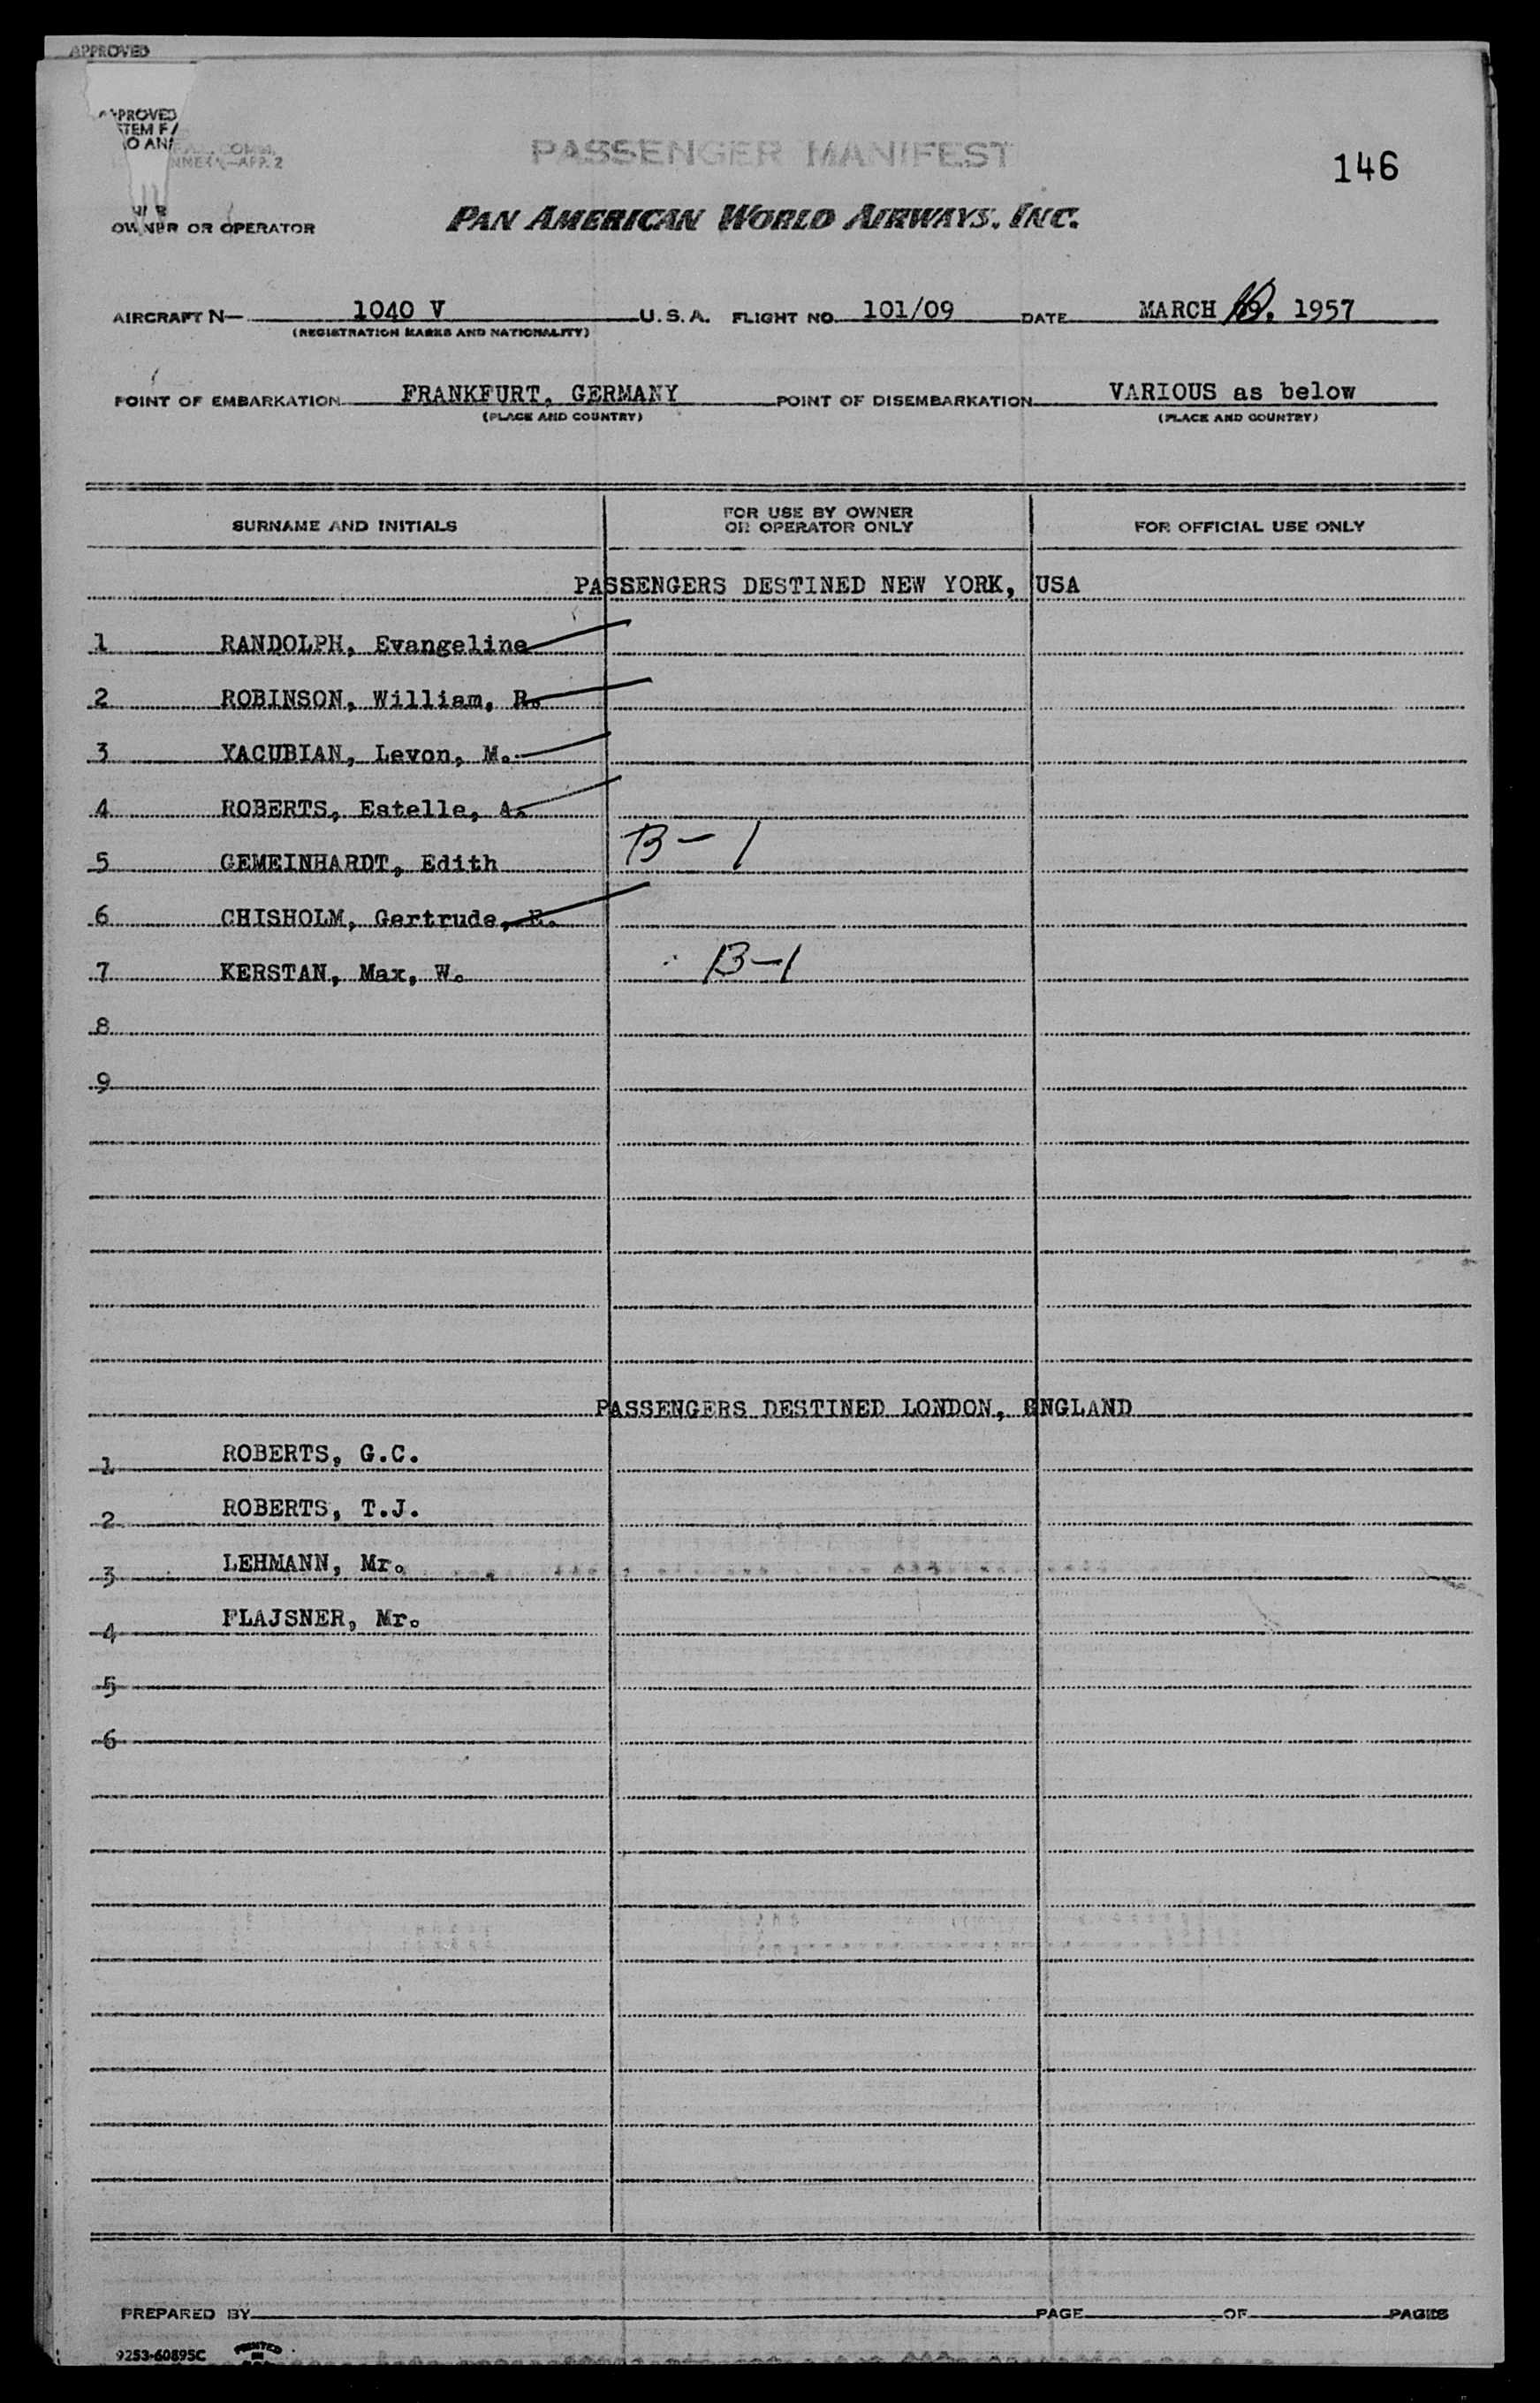 APPROVED
PASSENGER MANIFEST
146
OWNER OR OPERATOR
PAN AMERICAN WORLD AIRWAYS, INC.
AIRCRAFT N— 1040 V U.S.A. FLIGHT NO. 101/09 DATE MARCH 1957
(REGISTRATION MARKS AND NATIONALITY)
POINT OF EMBARKATION FRANKFURT, GERMANY POINT OF DISEMBARKATION VARIOUS as below
(PLACE AND COUNTRY) (PLACE AND COUNTRY)
SURNAME AND INITIALS
FOR USE BY OWNER
OR OPERATOR ONLY
FOR OFFICIAL USE ONLY
PASSENGERS DESTINED NEW YORK, USA
1 RANDOLPH, Evangeline
2 ROBINSON, William, R.
3 YACUBIAN, Levon, M.
4 ROBERTS, Estelle, A.
5 GEMEINHARDT, Edith B-1
6 CHISHOLM, Gertrude, E.
7 KERSTAN, Max, W. B-1
8
9
PASSENGERS DESTINED LONDON, ENGLAND
1 ROBERTS, G.C.
2 ROBERTS, T.J.
3 LEHMANN, Mr.
4 PLAJSNER, Mr.
5
6
PREPARED BY PAGE OF PAGES
9253-60895C PRINTED IN